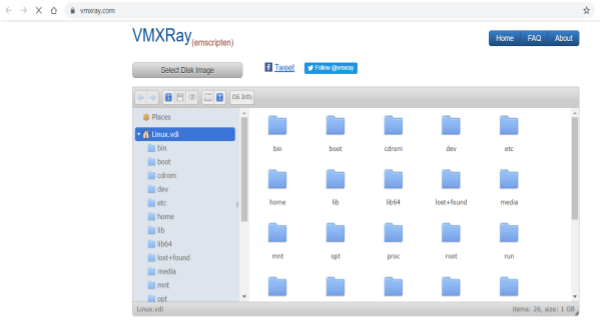 vmxray.com
VMXRay (emscripten)
Home FAQ About
Select Disk Image
Tweet
Follow @vmxray
OS Info
Places
Linux.vdi
bin
boot
cdrom
dev
etc
home
lib
lib64
lost+found
media
mnt
opt
bin boot cdrom dev etc
home lib lib64 lost+found media
mnt opt proc root run
Linux.vdi
items: 26, size: 1 GB